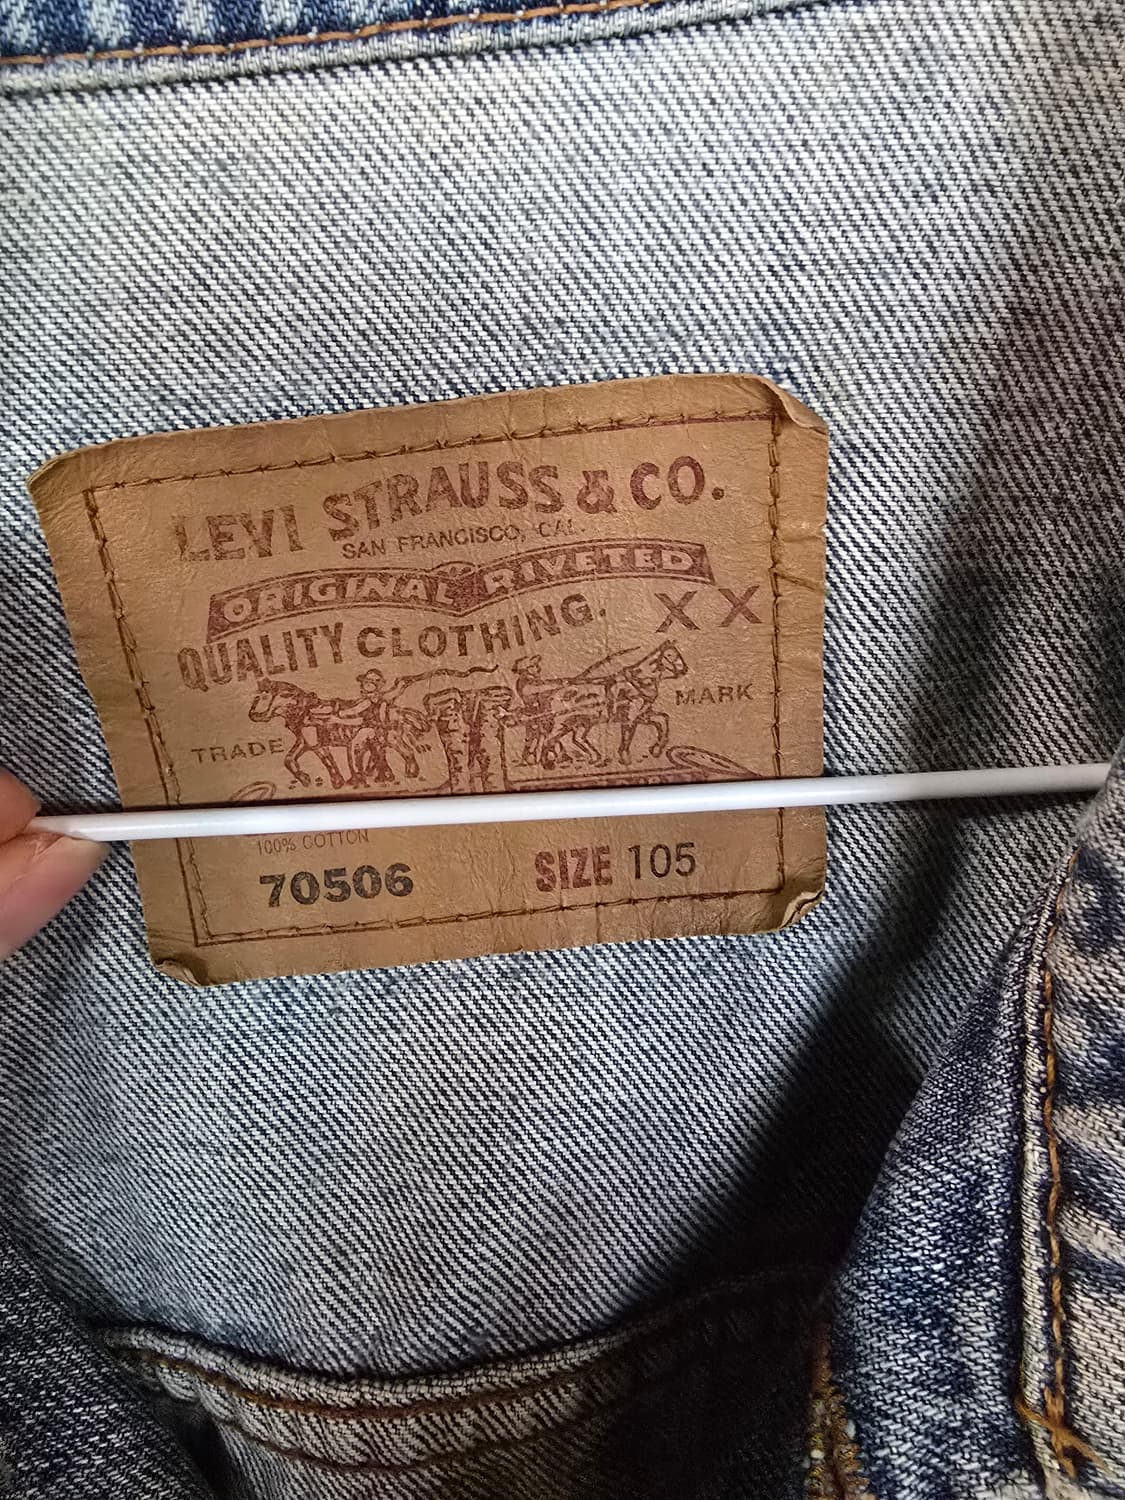 LEVI STRAUSS & CO.
SAN FRANCISCO, CAL.
ORIGINAL RIVETED
QUALITY CLOTHING. XX
TRADE MARK
100% COTTON
70506 SIZE 105